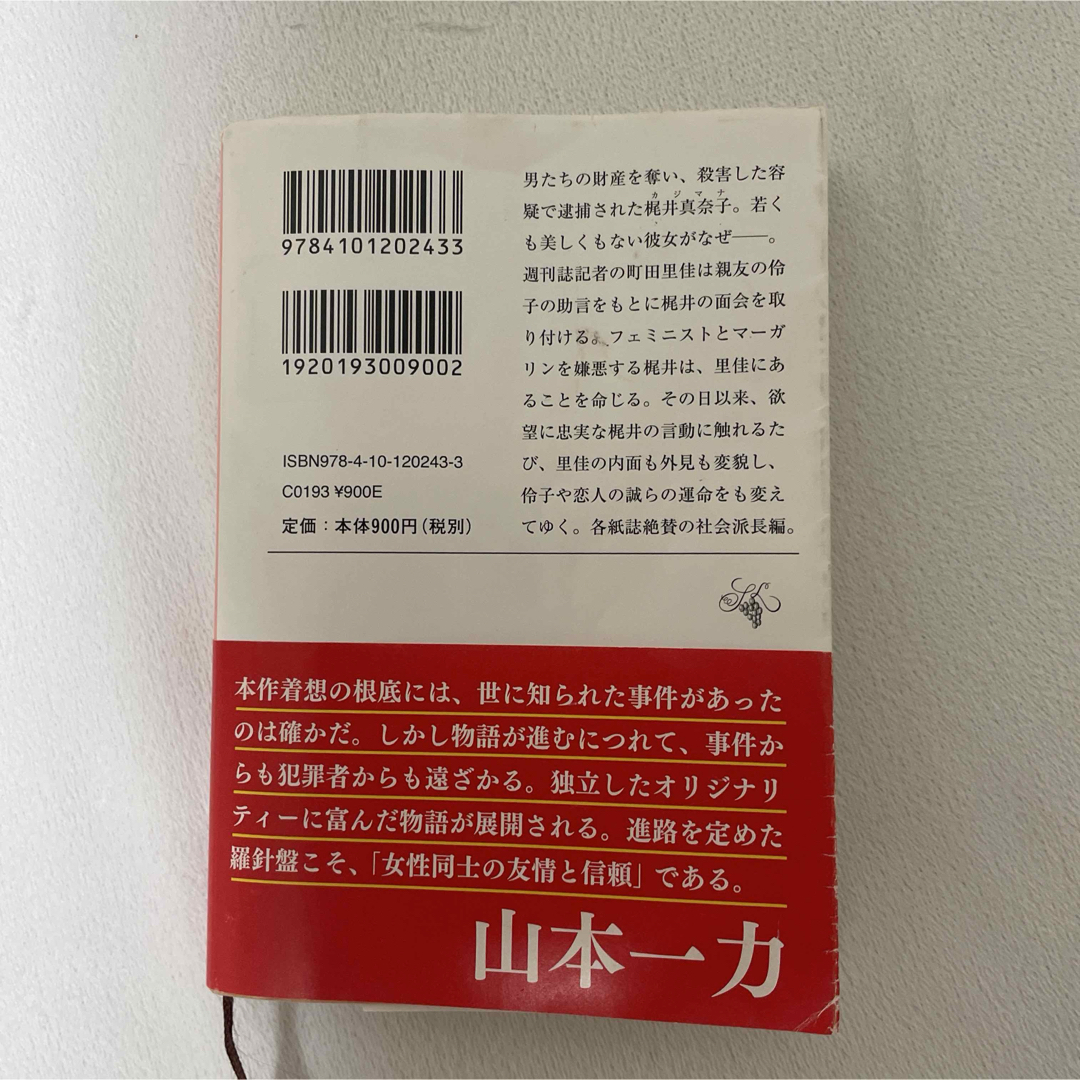 9784101202433
1920193009002
ISBN978-4-10-120243-3
C0193 ¥900E
定価：本体900円（税別）
男たちの財産を奪い、殺害した容
カジマナ
疑で逮捕された梶井真奈子。若く
も美しくもない彼女がなぜ――。
週刊誌記者の町田里佳は親友の伶
子の助言をもとに梶井の面会を取
り付ける。フェミニストとマーガ
リンを嫌悪する梶井は、里佳にあ
ることを命じる。その日以来、欲
望に忠実な梶井の言動に触れるた
び、里佳の内面も外見も変貌し、
伶子や恋人の誠らの運命をも変え
てゆく。各紙誌絶賛の社会派長編。
本作着想の根底には、世に知られた事件があった
のは確かだ。しかし物語が進むにつれて、事件か
らも犯罪者からも遠ざかる。独立したオリジナリ
ティーに富んだ物語が展開される。進路を定めた
羅針盤こそ、「女性同士の友情と信頼」である。
山本一力